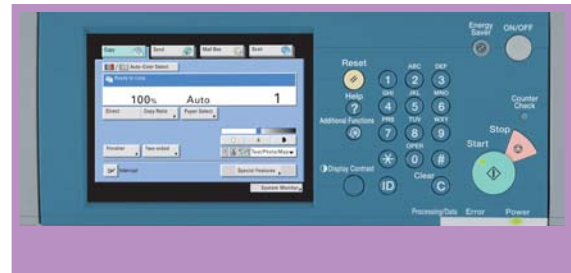 Copy Send Mail Box Scan
Auto-Color Select
Ready to copy.
100% Auto 1
Direct Copy Ratio Paper Select
Finisher Two-sided
Text/Photo/Map
Interrupt Special Features
System Monitor
Energy Saver ON/OFF
Reset
ABC DEF
1 2 3
Help
GHI JKL MNO
? 4 5 6
Counter Check
Additional Functions
PRS TUV WXY
7 8 9
Stop
OPER
0 #
Start
Display Contrast
Clear
ID C
Processing/Data Error Power